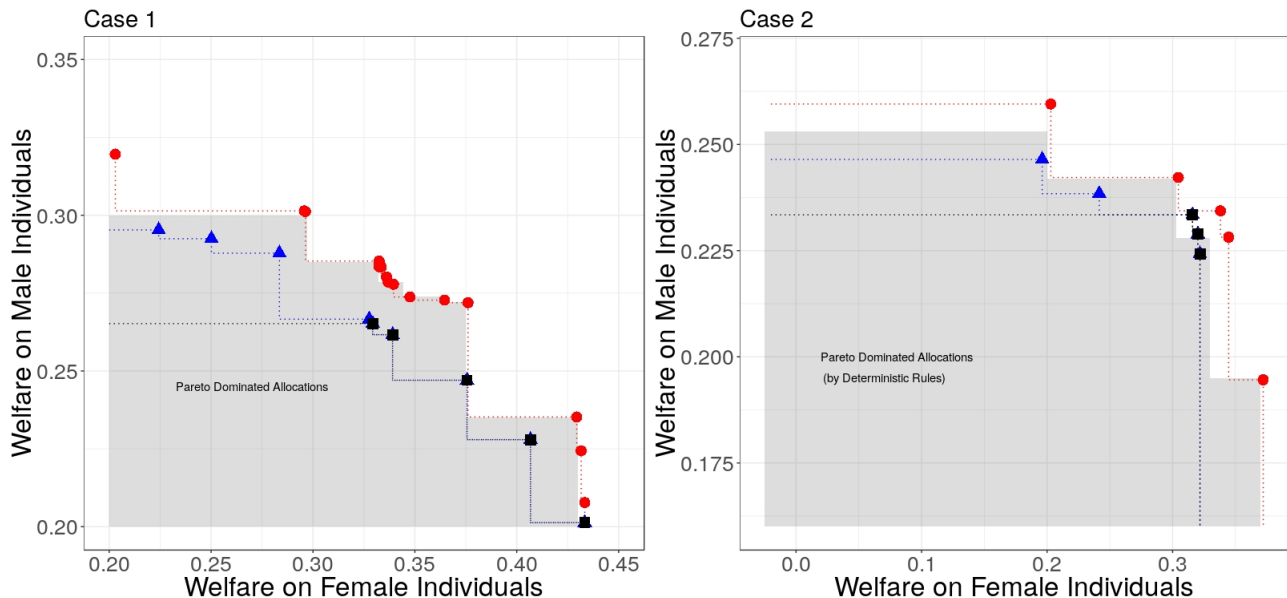 Case 1
0.35
0.30
0.25
0.20
Welfare on Male Individuals
Pareto Dominated Allocations
0.20
0.25
0.30
0.35
0.40
0.45
Welfare on Female Individuals
Case 2
0.275
0.250
0.225
0.200
0.175
Welfare on Male Individuals
Pareto Dominated Allocations
(by Deterministic Rules)
0.0
0.1
0.2
0.3
Welfare on Female Individuals